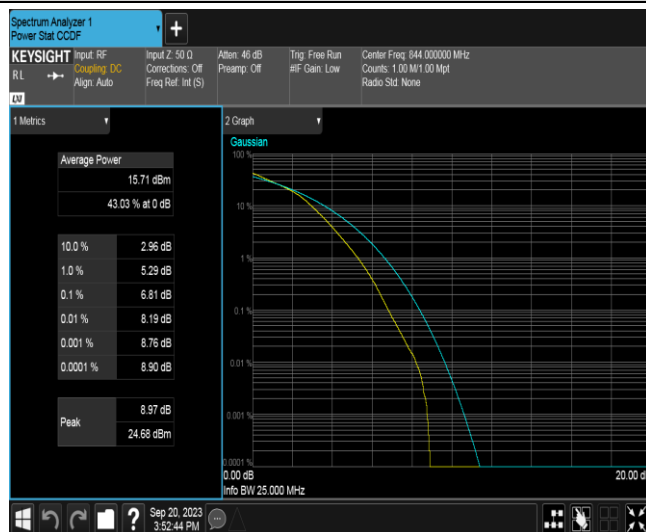 Spectrum Analyzer 1
Power Stat CCDF
+
KEYSIGHT
RL
LXI
Input: RF
Coupling: DC
Align: Auto
Input Z: 50 Ω
Corrections: Off
Freq Ref: Int (S)
Atten: 46 dB
Preamp: Off
Trig: Free Run
#IF Gain: Low
Center Freq: 844.000000 MHz
Counts: 1.00 M/1.00 Mpt
Radio Std: None
1 Metrics
Average Power
15.71 dBm
43.03 % at 0 dB
10.0 % 2.96 dB
1.0 % 5.29 dB
0.1 % 6.81 dB
0.01 % 8.19 dB
0.001 % 8.76 dB
0.0001 % 8.90 dB
Peak
8.97 dB
24.68 dBm
2 Graph
Gaussian
100 %
10 %
1 %
0.1 %
0.01 %
0.001 %
0.0001 %
0.00 dB
20.00 d
Info BW 25.000 MHz
?
Sep 20, 2023
3:52:44 PM